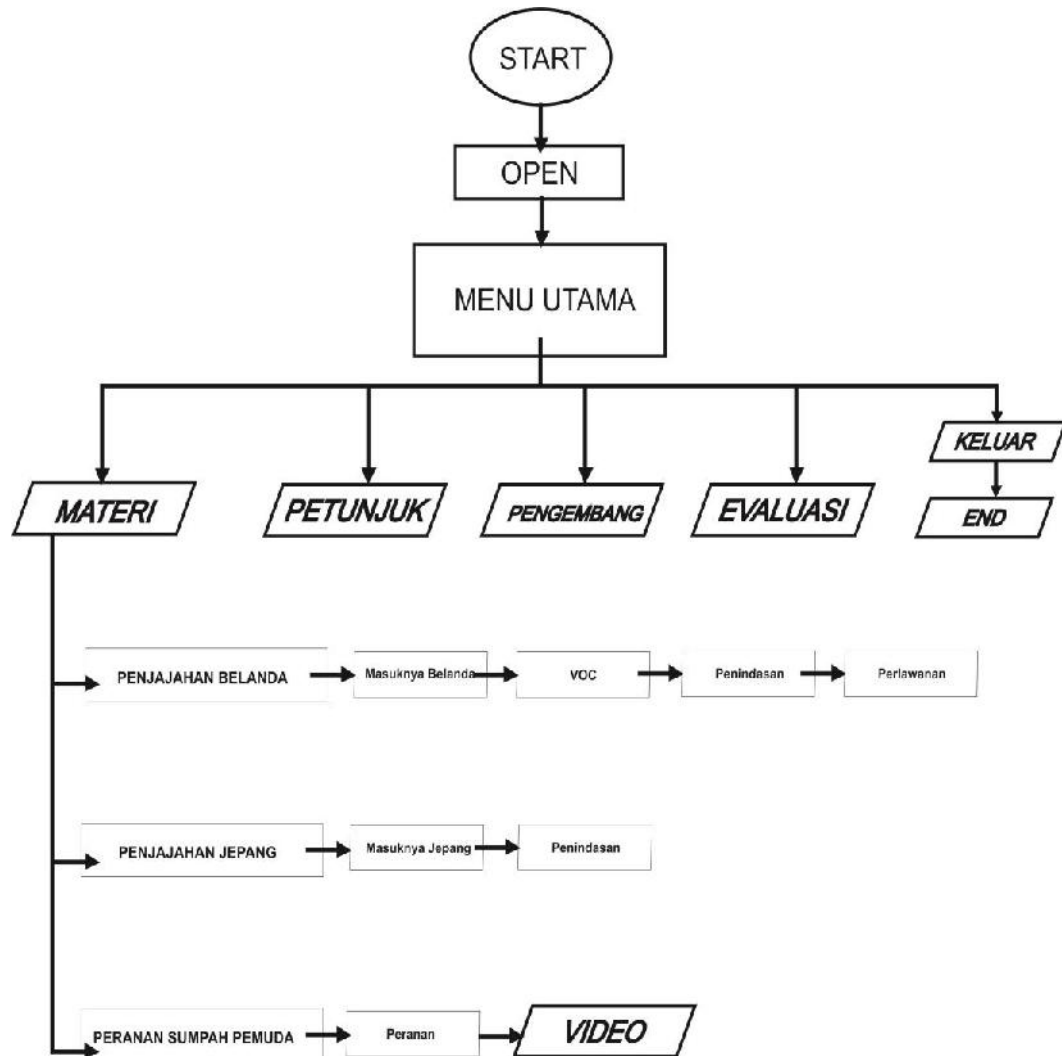 START
OPEN
MENU UTAMA
KELUAR
MATERI
PETUNJUK
PENGEMBANG
EVALUASI
END
PENJAJAHAN BELANDA
Masuknya Belanda
VOC
Penindasan
Perlawanan
PENJAJAHAN JEPANG
Masuknya Jepang
Penindasan
PERANAN SUMPAH PEMUDA
Peranan
VIDEO